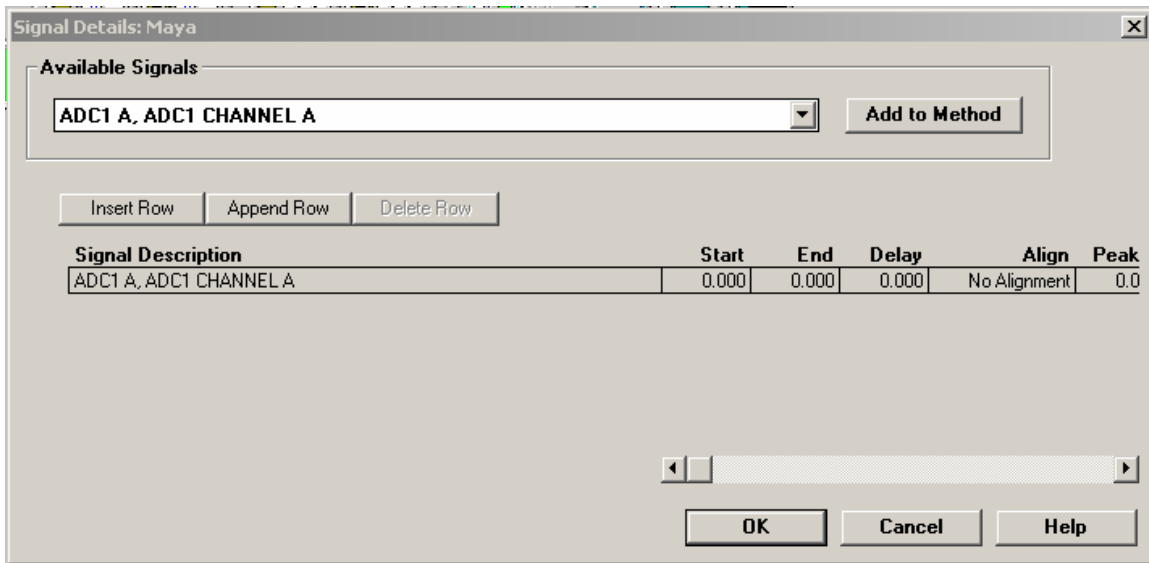 Signal Details: Maya
Available Signals
ADC1 A, ADC1 CHANNEL A
Add to Method
Insert Row Append Row Delete Row
Signal Description Start End Delay Align Peak
ADC1 A, ADC1 CHANNEL A 0.000 0.000 0.000 No Alignment 0.0
OK Cancel Help